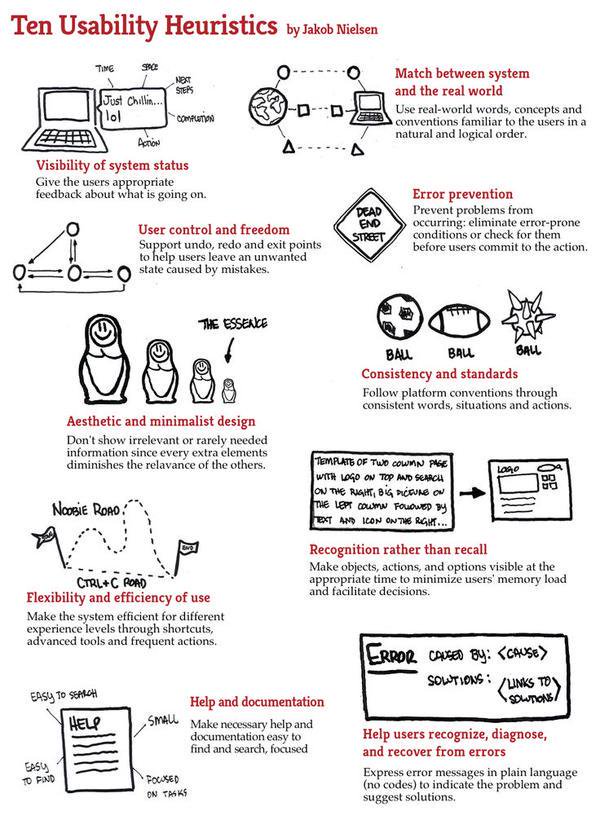 Ten Usability Heuristics by Jakob Nielsen
TIME
SPACE
NEXT
STEPS
Just Chillin...
lol
COMPLETION
ACTION
Visibility of system status
Give the users appropriate
feedback about what is going on.
Match between system
and the real world
Use real-world words, concepts and
conventions familiar to the users in a
natural and logical order.
User control and freedom
Support undo, redo and exit points
to help users leave an unwanted
state caused by mistakes.
DEAD
END
STREET
Error prevention
Prevent problems from
occurring: eliminate error-prone
conditions or check for them
before users commit to the action.
THE ESSENCE
Aesthetic and minimalist design
Don't show irrelevant or rarely needed
information since every extra elements
diminishes the relavance of the others.
BALL
BALL
BALL
Consistency and standards
Follow platform conventions through
consistent words, situations and actions.
TEMPLATE OF TWO COLUMN PAGE
WITH LOGO ON TOP AND SEARCH
ON THE RIGHT, BIG PICTURE ON
THE LEFT COLUMN FOLLOWED BY
TEXT AND ICON ON THE RIGHT...
LOGO
Recognition rather than recall
Make objects, actions, and options visible at the
appropriate time to minimize users' memory load
and facilitate decisions.
NOOBIE ROAD
END
CTRL+C ROAD
Flexibility and efficiency of use
Make the system efficient for different
experience levels through shortcuts,
advanced tools and frequent actions.
ERROR
CAUSED BY: <CAUSE>
SOLUTIONS:
<LINKS TO
SOLUTIONS>
Help users recognize, diagnose,
and recover from errors
Express error messages in plain language
(no codes) to indicate the problem and
suggest solutions.
EASY TO SEARCH
HELP
SMALL
EASY
TO FIND
FOCUSED
ON TASKS
Help and documentation
Make necessary help and
documentation easy to
find and search, focused